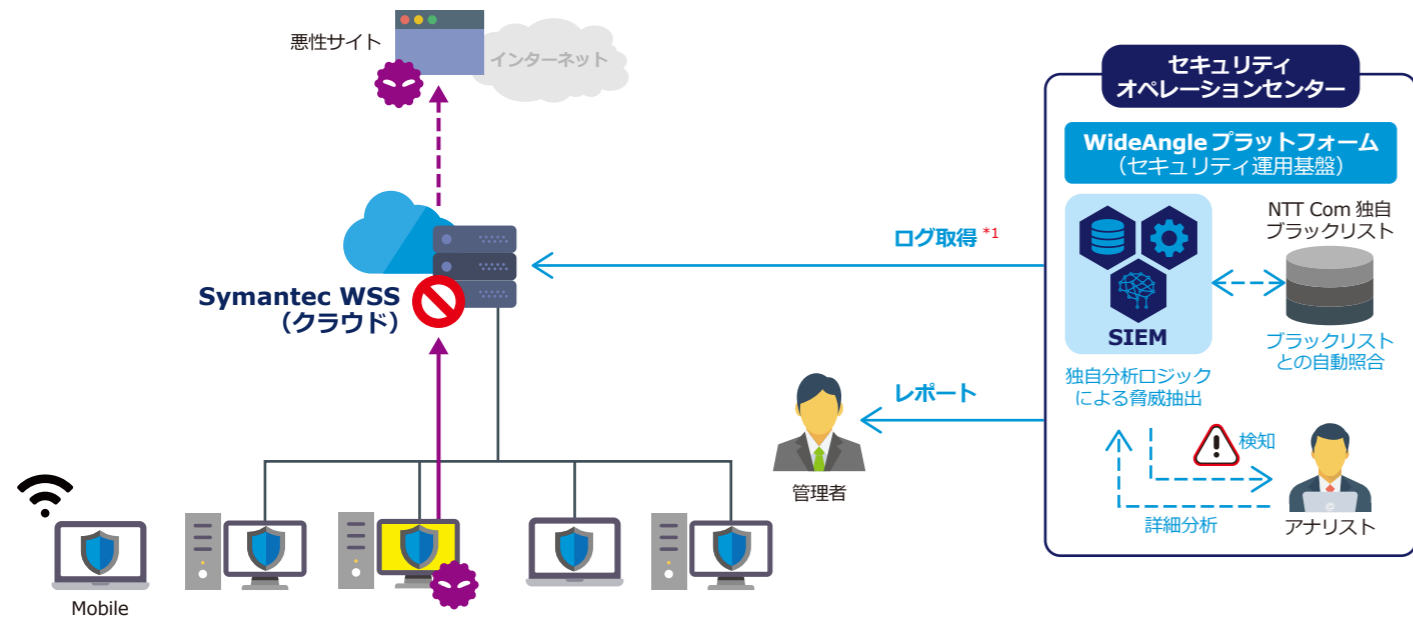 悪性サイト
インターネット
Symantec WSS
（クラウド）
Mobile
ログ取得 *1
レポート
管理者
セキュリティ
オペレーションセンター
WideAngle プラットフォーム
（セキュリティ運用基盤）
SIEM
独自分析ロジック
による脅威抽出
NTT Com 独自
ブラックリスト
ブラックリスト
との自動照合
検知
詳細分析
アナリスト